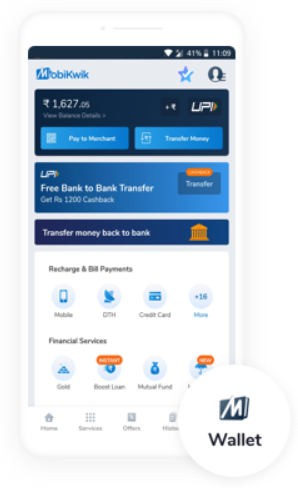 41% 11:09
MobiKwik
₹ 1,627.05
+ ₹ UPI
View Balance Details >
Pay to Merchant Transfer Money
UPI
CASHBACK
Free Bank to Bank Transfer Transfer
Get Rs 1200 Cashback
Transfer money back to bank
Recharge & Bill Payments
+16
Mobile DTH Credit Card More
Financial Services
INSTANT NEW
Gold Boost Loan Mutual Fund
Home Services Offers
M
Wallet